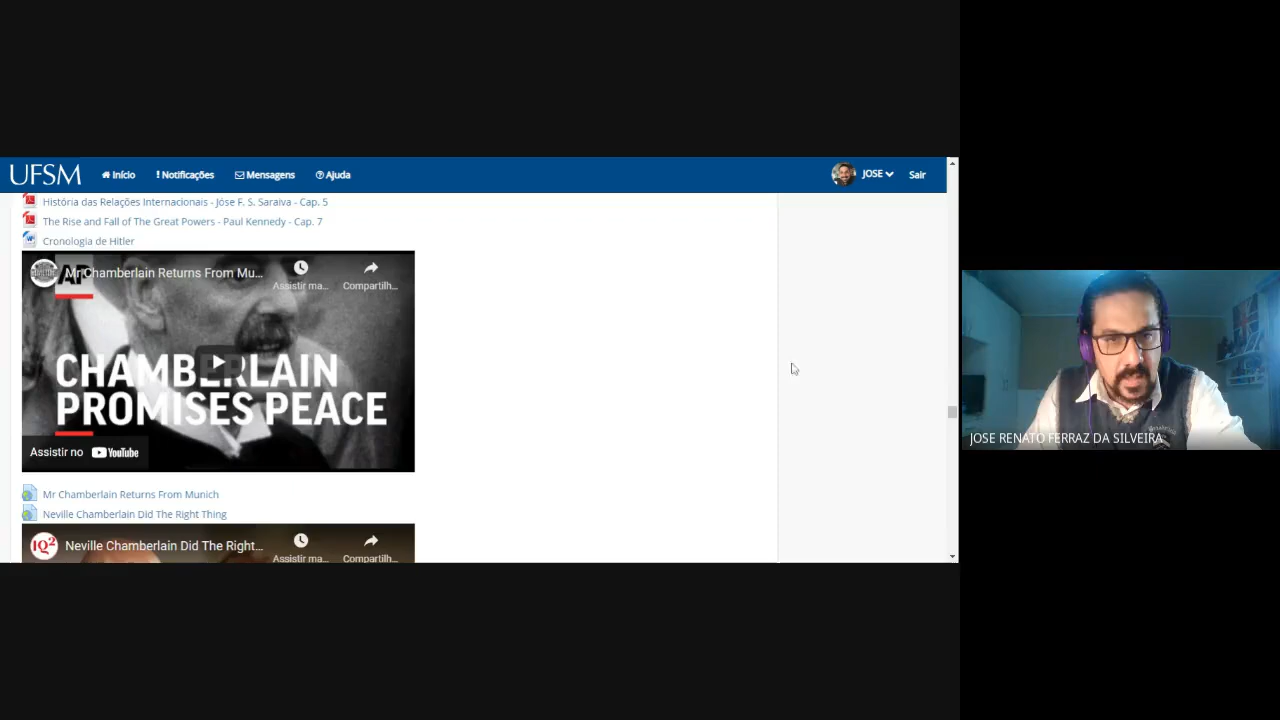 UFSM Início Notificações Mensagens Ajuda JOSE Sair
História das Relações Internacionais - Jóse F. S. Saraiva - Cap. 5
The Rise and Fall of The Great Powers - Paul Kennedy - Cap. 7
Cronologia de Hitler
AP
Mr Chamberlain Returns From Mu...
Assistir ma... Compartilh...
CHAMBERLAIN
PROMISES PEACE
Assistir no YouTube
JOSE RENATO FERRAZ DA SILVEIRA
Mr Chamberlain Returns From Munich
Neville Chamberlain Did The Right Thing
IQ2 Neville Chamberlain Did The Right...
Assistir ma... Compartilh...